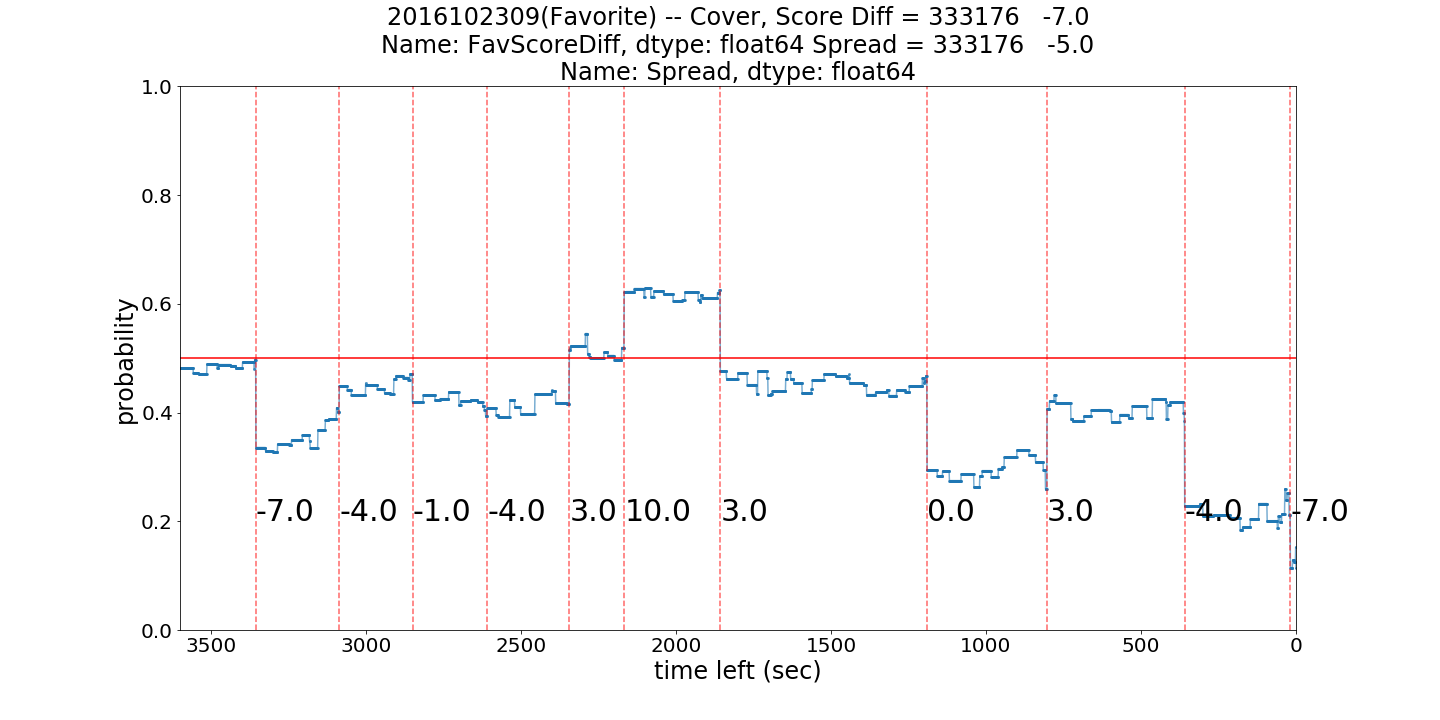 2016102309(Favorite) -- Cover, Score Diff = 333176   -7.0
Name: FavScoreDiff, dtype: float64 Spread = 333176   -5.0
Name: Spread, dtype: float64
1.0
0.8
0.6
0.4
0.2
0.0
probability
-7.0 -4.0 -1.0 -4.0 3.0 10.0 3.0 0.0 3.0 -4.0 -7.0
3500 3000 2500 2000 1500 1000 500 0
time left (sec)